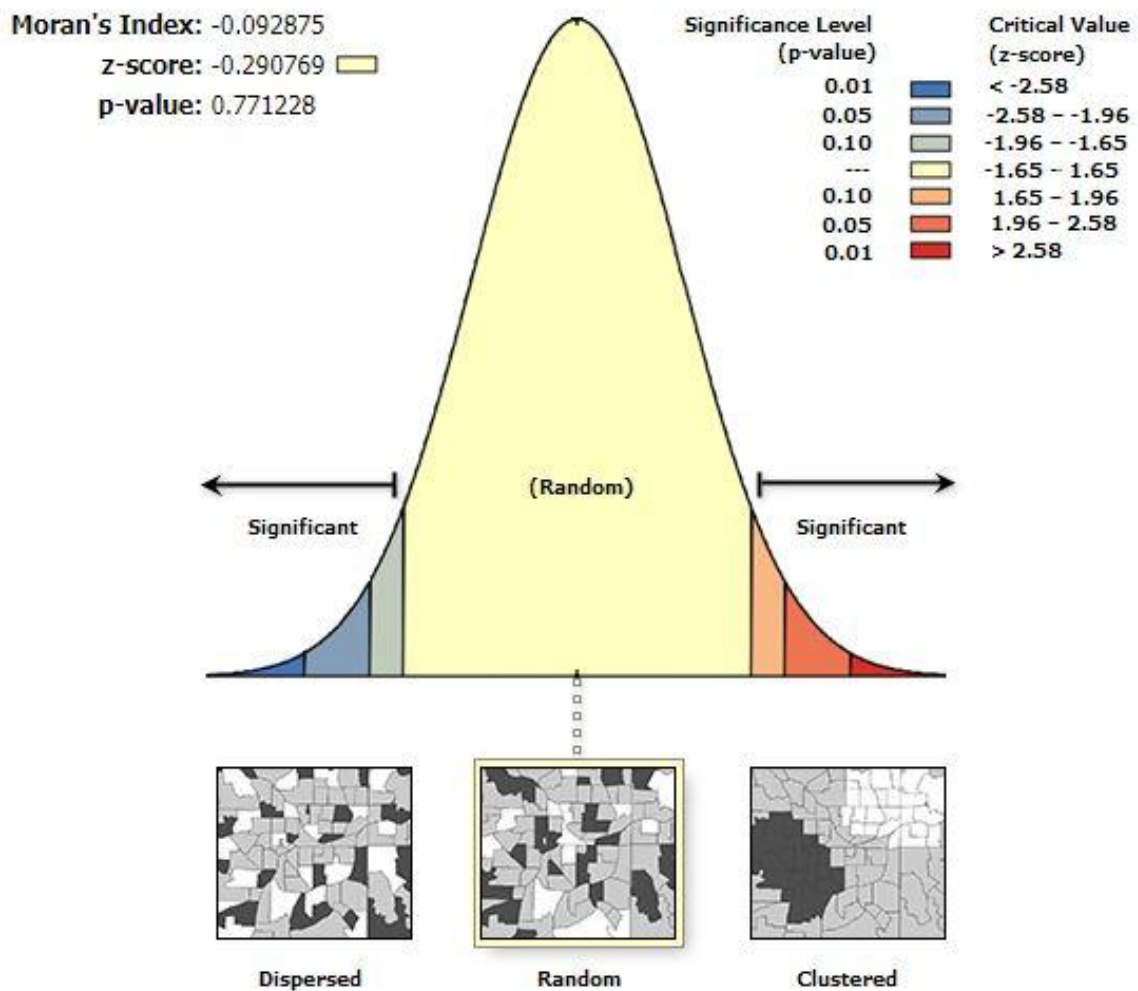 Moran's Index: -0.092875
z-score: -0.290769
p-value: 0.771228
Significance Level
(p-value)
Critical Value
(z-score)
0.01 < -2.58
0.05 -2.58 – -1.96
0.10 -1.96 – -1.65
--- -1.65 – 1.65
0.10 1.65 – 1.96
0.05 1.96 – 2.58
0.01 > 2.58
(Random)
Significant
Significant
Dispersed
Random
Clustered